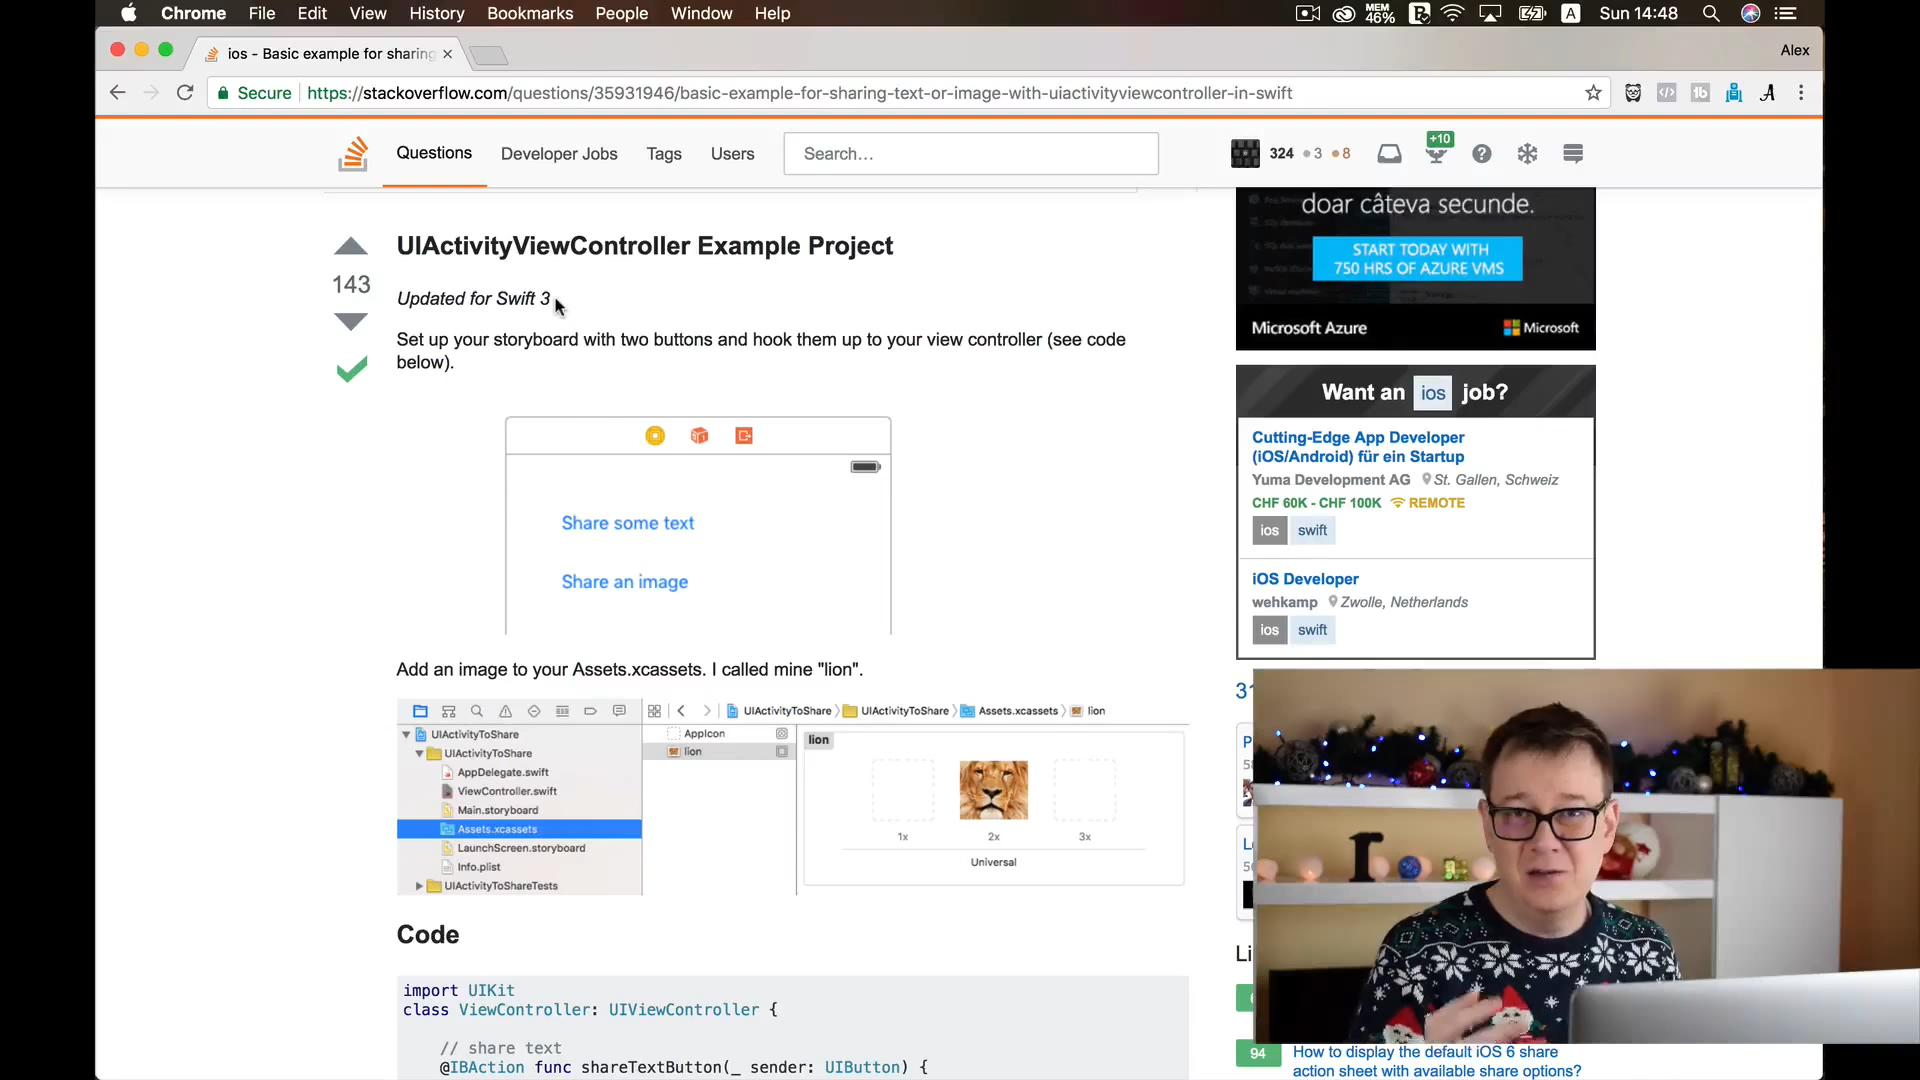 Chrome File Edit View History Bookmarks People Window Help
MEM 46% A Sun 14:48
ios - Basic example for sharing
Alex
Secure https://stackoverflow.com/questions/35931946/basic-example-for-sharing-text-or-image-with-uiactivityviewcontroller-in-swift
Questions Developer Jobs Tags Users Search... 324 3 8 +10
UIActivityViewController Example Project
143
Updated for Swift 3
Set up your storyboard with two buttons and hook them up to your view controller (see code
below).
Share some text
Share an image
Add an image to your Assets.xcassets. I called mine "lion".
UIActivityToShare UIActivityToShare Assets.xcassets lion
UIActivityToShare
UIActivityToShare
AppDelegate.swift
ViewController.swift
Main.storyboard
Assets.xcassets
LaunchScreen.storyboard
Info.plist
UIActivityToShareTests
AppIcon
lion
lion
1x 2x 3x
Universal
Code
import UIKit
class ViewController: UIViewController {
// share text
@IBAction func shareTextButton(_ sender: UIButton) {
doar câteva secunde.
START TODAY WITH
750 HRS OF AZURE VMS
Microsoft Azure Microsoft
Want an ios job?
Cutting-Edge App Developer
(iOS/Android) für ein Startup
Yuma Development AG St. Gallen, Schweiz
CHF 60K - CHF 100K REMOTE
ios swift
iOS Developer
wehkamp Zwolle, Netherlands
ios swift
94 How to display the default iOS 6 share
action sheet with available share options?